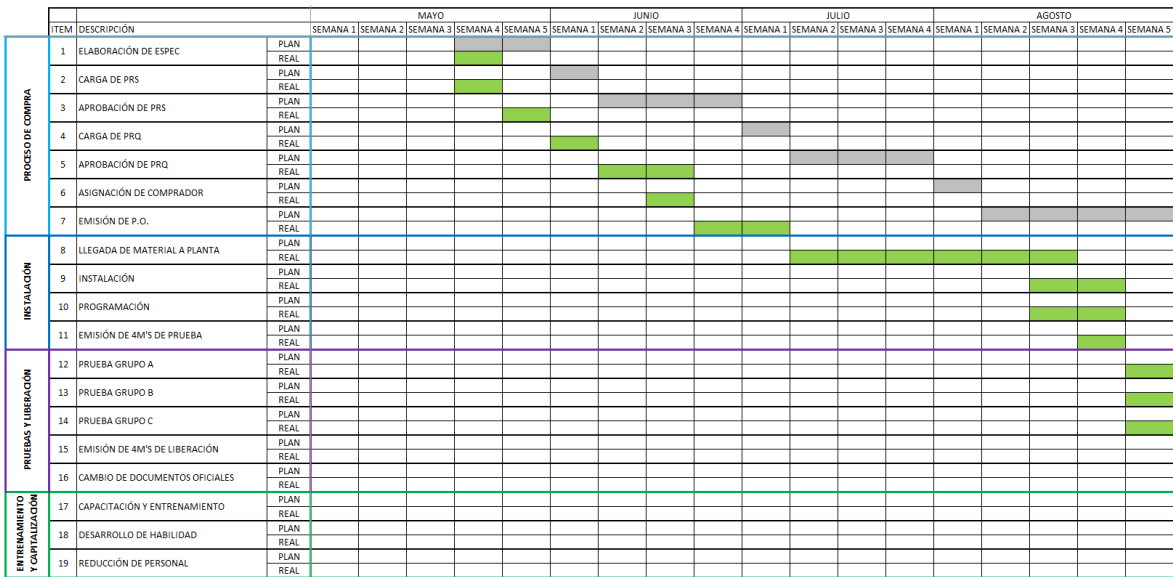 MAYO JUNIO JULIO AGOSTO
ITEM DESCRIPCIÓN SEMANA 1 SEMANA 2 SEMANA 3 SEMANA 4 SEMANA 5 SEMANA 1 SEMANA 2 SEMANA 3 SEMANA 4 SEMANA 1 SEMANA 2 SEMANA 3 SEMANA 4 SEMANA 1 SEMANA 2 SEMANA 3 SEMANA 4 SEMANA 5
PROCESO DE COMPRA
1 ELABORACIÓN DE ESPEC PLAN
REAL
2 CARGA DE PRS PLAN
REAL
3 APROBACIÓN DE PRS PLAN
REAL
4 CARGA DE PRQ PLAN
REAL
5 APROBACIÓN DE PRQ PLAN
REAL
6 ASIGNACIÓN DE COMPRADOR PLAN
REAL
7 EMISIÓN DE P.O. PLAN
REAL
INSTALACIÓN
8 LLEGADA DE MATERIAL A PLANTA PLAN
REAL
9 INSTALACIÓN PLAN
REAL
10 PROGRAMACIÓN PLAN
REAL
11 EMISIÓN DE 4M'S DE PRUEBA PLAN
REAL
PRUEBAS Y LIBERACIÓN
12 PRUEBA GRUPO A PLAN
REAL
13 PRUEBA GRUPO B PLAN
REAL
14 PRUEBA GRUPO C PLAN
REAL
15 EMISIÓN DE 4M'S DE LIBERACIÓN PLAN
REAL
16 CAMBIO DE DOCUMENTOS OFICIALES PLAN
REAL
ENTRENAMIENTO
Y CAPITALIZACIÓN
17 CAPACITACIÓN Y ENTRENAMIENTO PLAN
REAL
18 DESARROLLO DE HABILIDAD PLAN
REAL
19 REDUCCIÓN DE PERSONAL PLAN
REAL